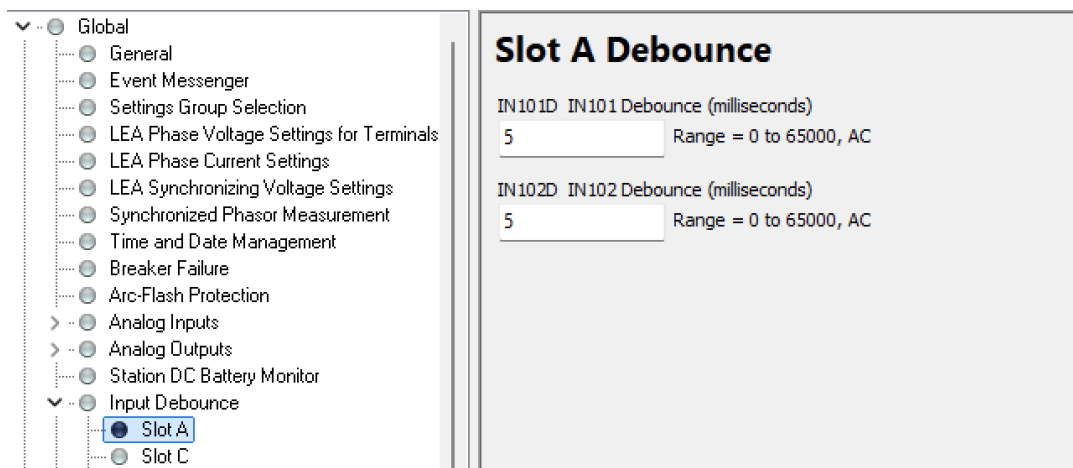 Global
General
Event Messenger
Settings Group Selection
LEA Phase Voltage Settings for Terminals
LEA Phase Current Settings
LEA Synchronizing Voltage Settings
Synchronized Phasor Measurement
Time and Date Management
Breaker Failure
Arc-Flash Protection
Analog Inputs
Analog Outputs
Station DC Battery Monitor
Input Debounce
Slot A
Slot C
Slot A Debounce
IN101D IN101 Debounce (milliseconds)
5 Range = 0 to 65000, AC
IN102D IN102 Debounce (milliseconds)
5 Range = 0 to 65000, AC